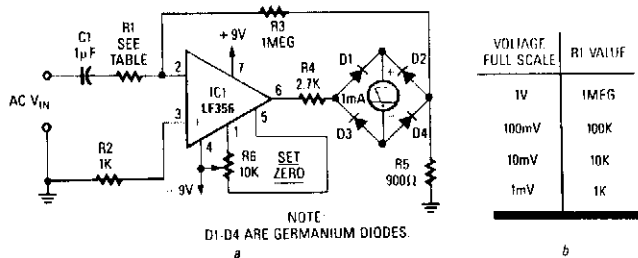 +9V
R3
1MEG
C1
1µF
R1
SEE
TABLE
2
7
IC1
LF356
6
R4
2.7K
D1
D2
+
1mA
D3
D4
AC VIN
3
4
1
5
R2
1K
-9V
R6
10K
SET
ZERO
R5
900Ω
NOTE:
D1-D4 ARE GERMANIUM DIODES.
a
VOLTAGE FULL SCALE R1 VALUE
1V 1MEG
100mV 100K
10mV 10K
1mV 1K
b